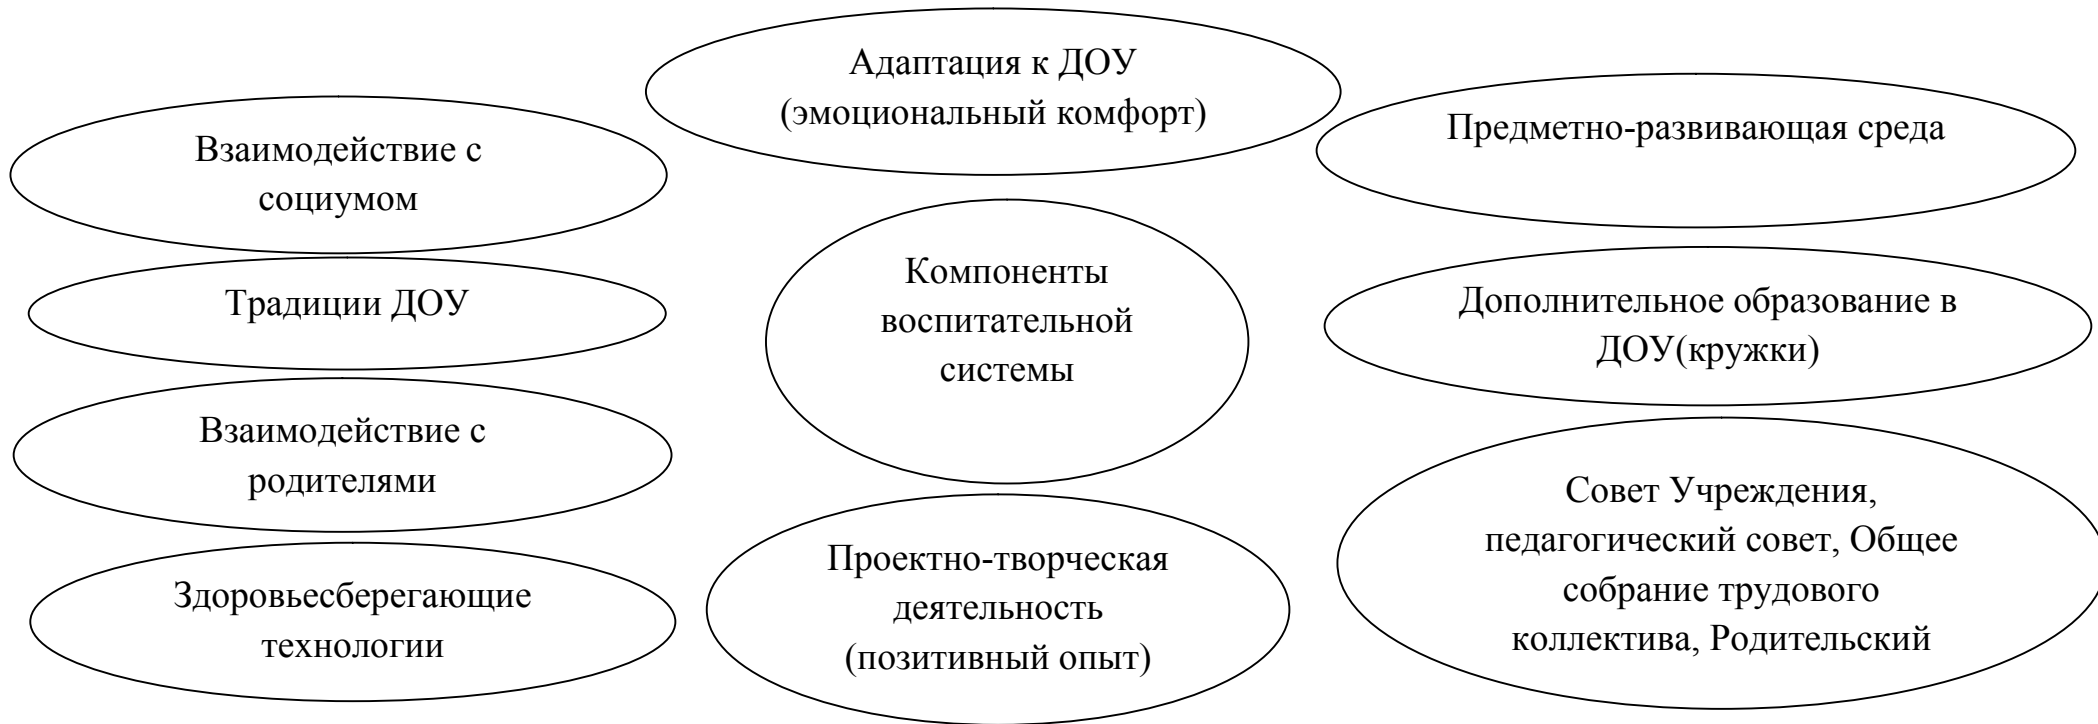 Адаптация к ДОУ
(эмоциональный комфорт)
Взаимодействие с
социумом
Предметно-развивающая среда
Традиции ДОУ
Компоненты
воспитательной
системы
Дополнительное образование в
ДОУ(кружки)
Взаимодействие с
родителями
Здоровьесберегающие
технологии
Проектно-творческая
деятельность
(позитивный опыт)
Совет Учреждения,
педагогический совет, Общее
собрание трудового
коллектива, Родительский